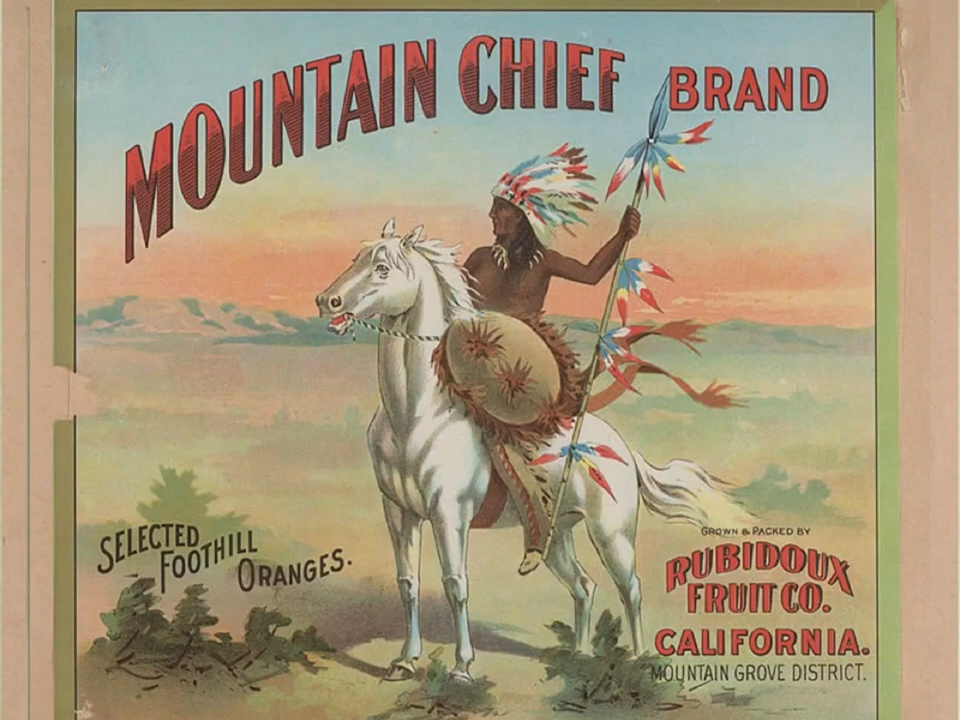 MOUNTAIN CHIEF BRAND
SELECTED
FOOTHILL
ORANGES.
GROWN & PACKED BY
RUBIDOUX
FRUIT CO.
CALIFORNIA.
MOUNTAIN GROVE DISTRICT.